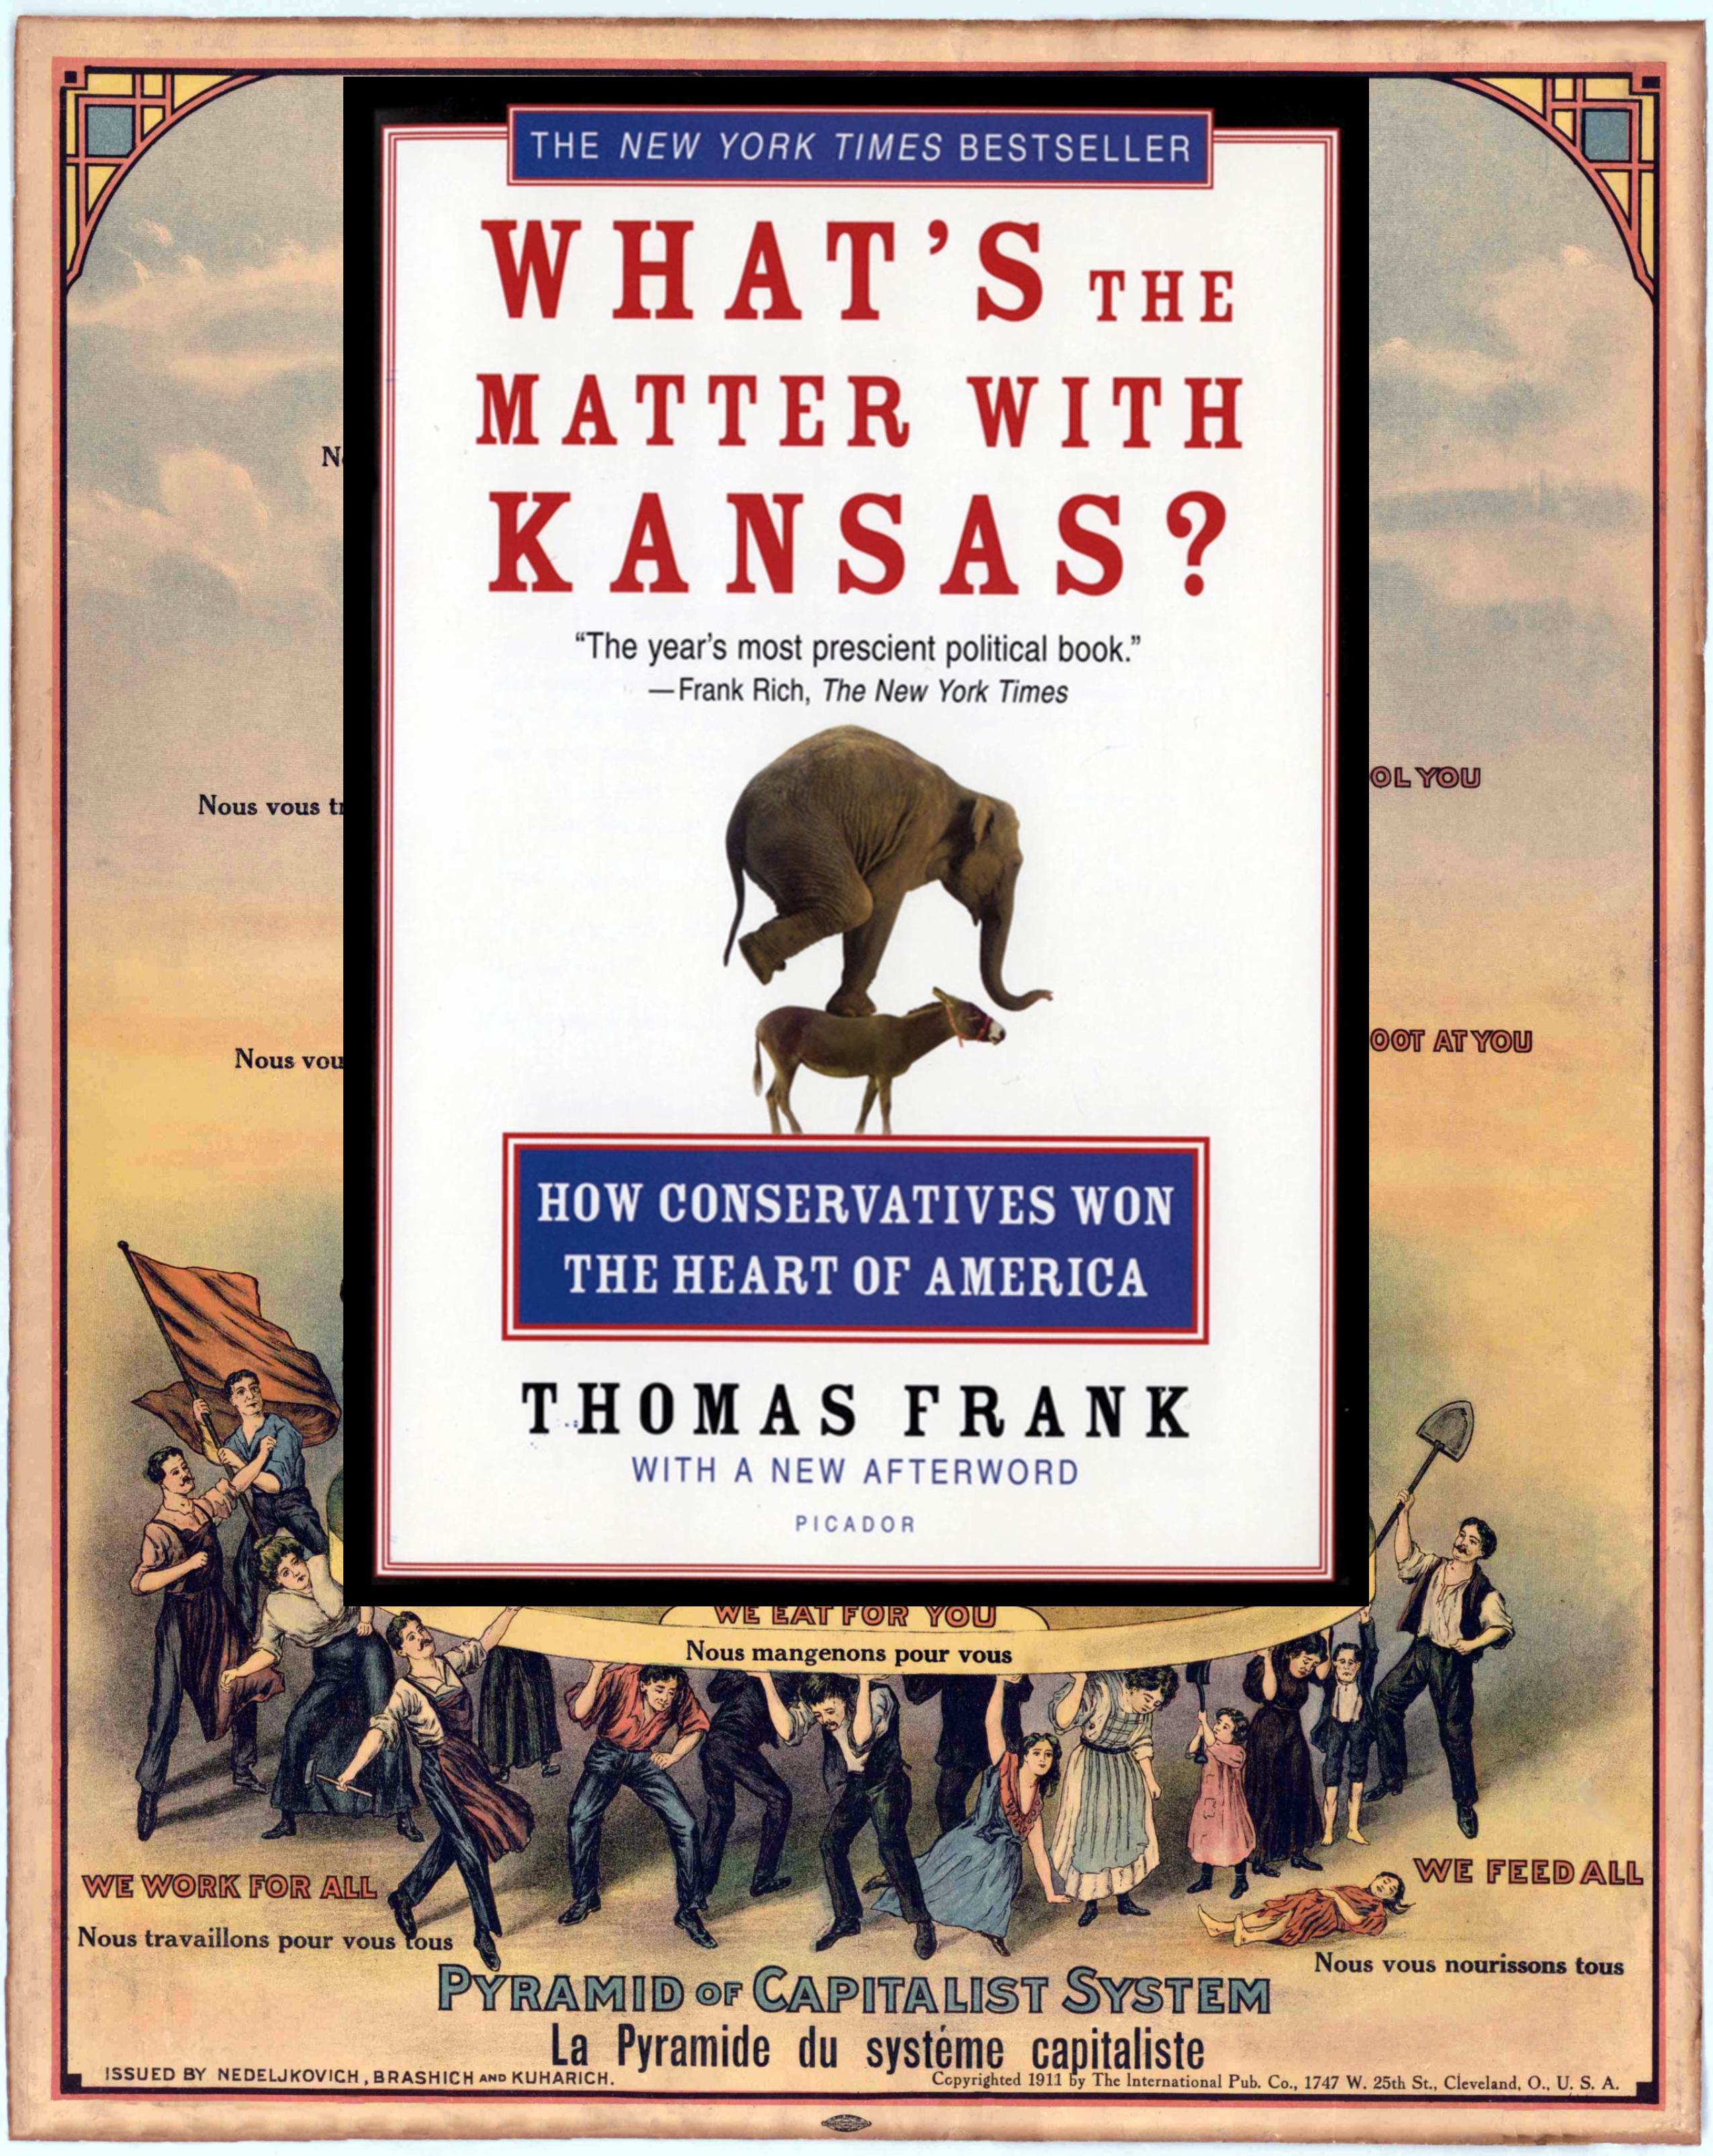 THE NEW YORK TIMES BESTSELLER
WHAT'S THE
MATTER WITH
KANSAS?
“The year's most prescient political book.”
—Frank Rich, The New York Times
HOW CONSERVATIVES WON
THE HEART OF AMERICA
THOMAS FRANK
WITH A NEW AFTERWORD
PICADOR
OL YOU
Nous vous
OOT AT YOU
Nous vou
WE EAT FOR YOU
Nous mangenons pour vous
WE WORK FOR ALL
Nous travaillons pour vous tous
WE FEED ALL
Nous vous nourissons tous
PYRAMID OF CAPITALIST SYSTEM
La Pyramide du systéme capitaliste
ISSUED BY NEDELJKOVICH, BRASHICH AND KUHARICH.
Copyrighted 1911 by The International Pub. Co., 1747 W. 25th St., Cleveland, O., U. S. A.